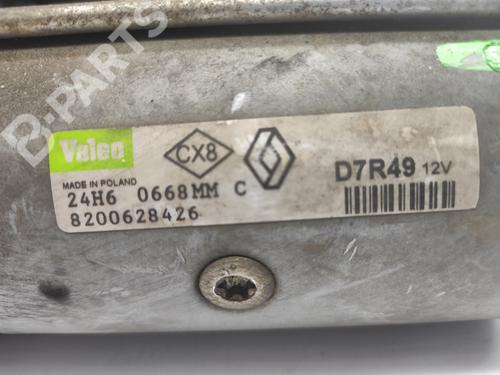 B-PARTS
Valeo
CX8
MADE IN POLAND
24H6 0668MM C
8200628426
D7R49 12V